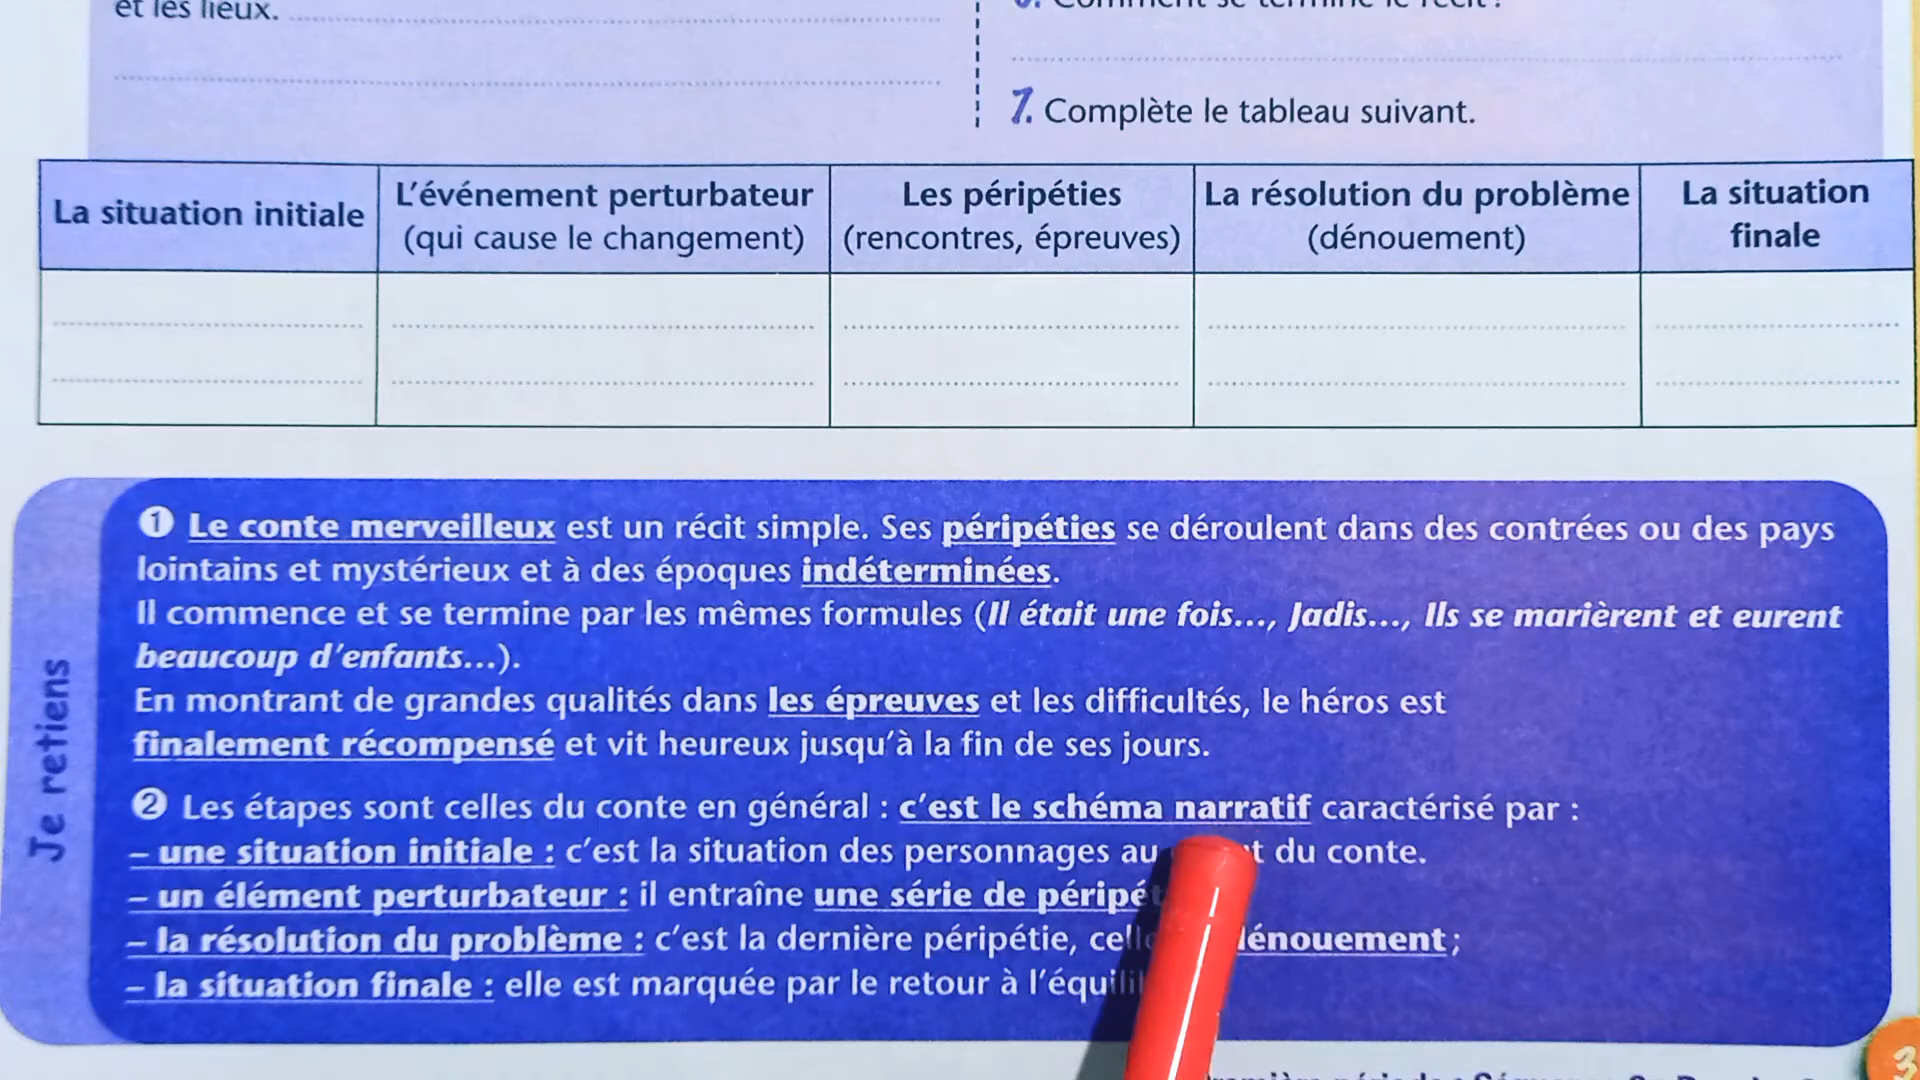 et les lieux.
7. Complète le tableau suivant.
La situation initiale
L'événement perturbateur
(qui cause le changement)
Les péripéties
(rencontres, épreuves)
La résolution du problème
(dénouement)
La situation
finale
Je retiens
1 Le conte merveilleux est un récit simple. Ses péripéties se déroulent dans des contrées ou des pays
lointains et mystérieux et à des époques indéterminées.
Il commence et se termine par les mêmes formules (Il était une fois..., Jadis..., Ils se marièrent et eurent
beaucoup d'enfants...).
En montrant de grandes qualités dans les épreuves et les difficultés, le héros est
finalement récompensé et vit heureux jusqu'à la fin de ses jours.
2 Les étapes sont celles du conte en général : c'est le schéma narratif caractérisé par :
– une situation initiale : c'est la situation des personnages au du conte.
– un élément perturbateur : il entraîne une série de
– la résolution du problème : c'est la dernière péripétie,
– la situation finale : elle est marquée par le retour à
3